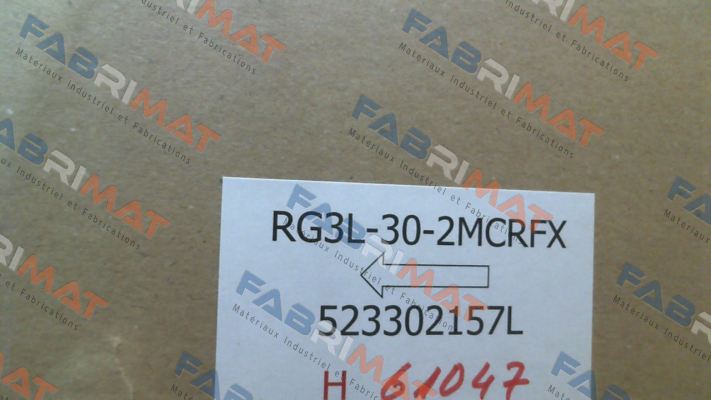 RG3L-30-2MCRFX
523302157L
H 61047
FABRIMAT
Matériaux Industriel et Fabrications